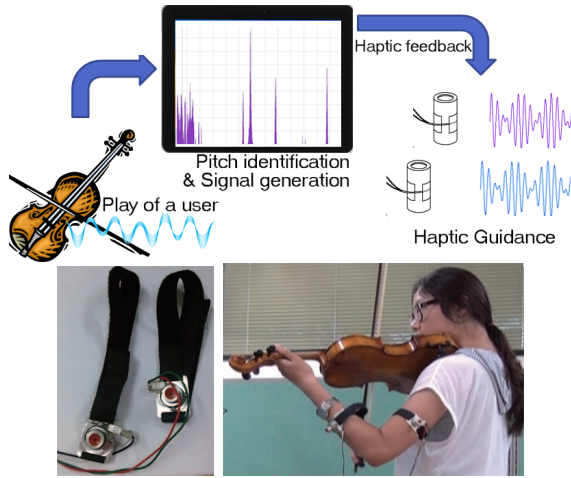 Haptic feedback
Pitch identification
& Signal generation
Play of a user
Haptic Guidance